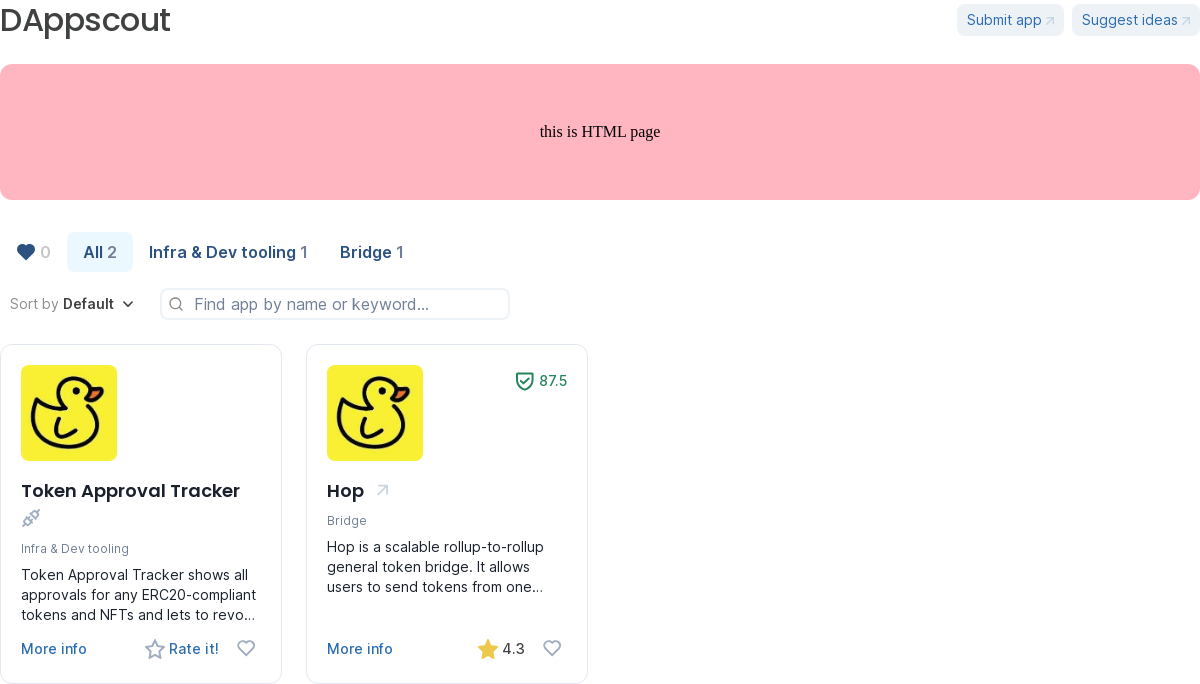 DAppscout
Submit app
Suggest ideas
this is HTML page
0
All 2
Infra & Dev tooling 1
Bridge 1
Sort by Default
Find app by name or keyword...
Token Approval Tracker
Infra & Dev tooling
Token Approval Tracker shows all
approvals for any ERC20-compliant
tokens and NFTs and lets to revo...
More info
Rate it!
87.5
Hop
Bridge
Hop is a scalable rollup-to-rollup
general token bridge. It allows
users to send tokens from one...
More info
4.3